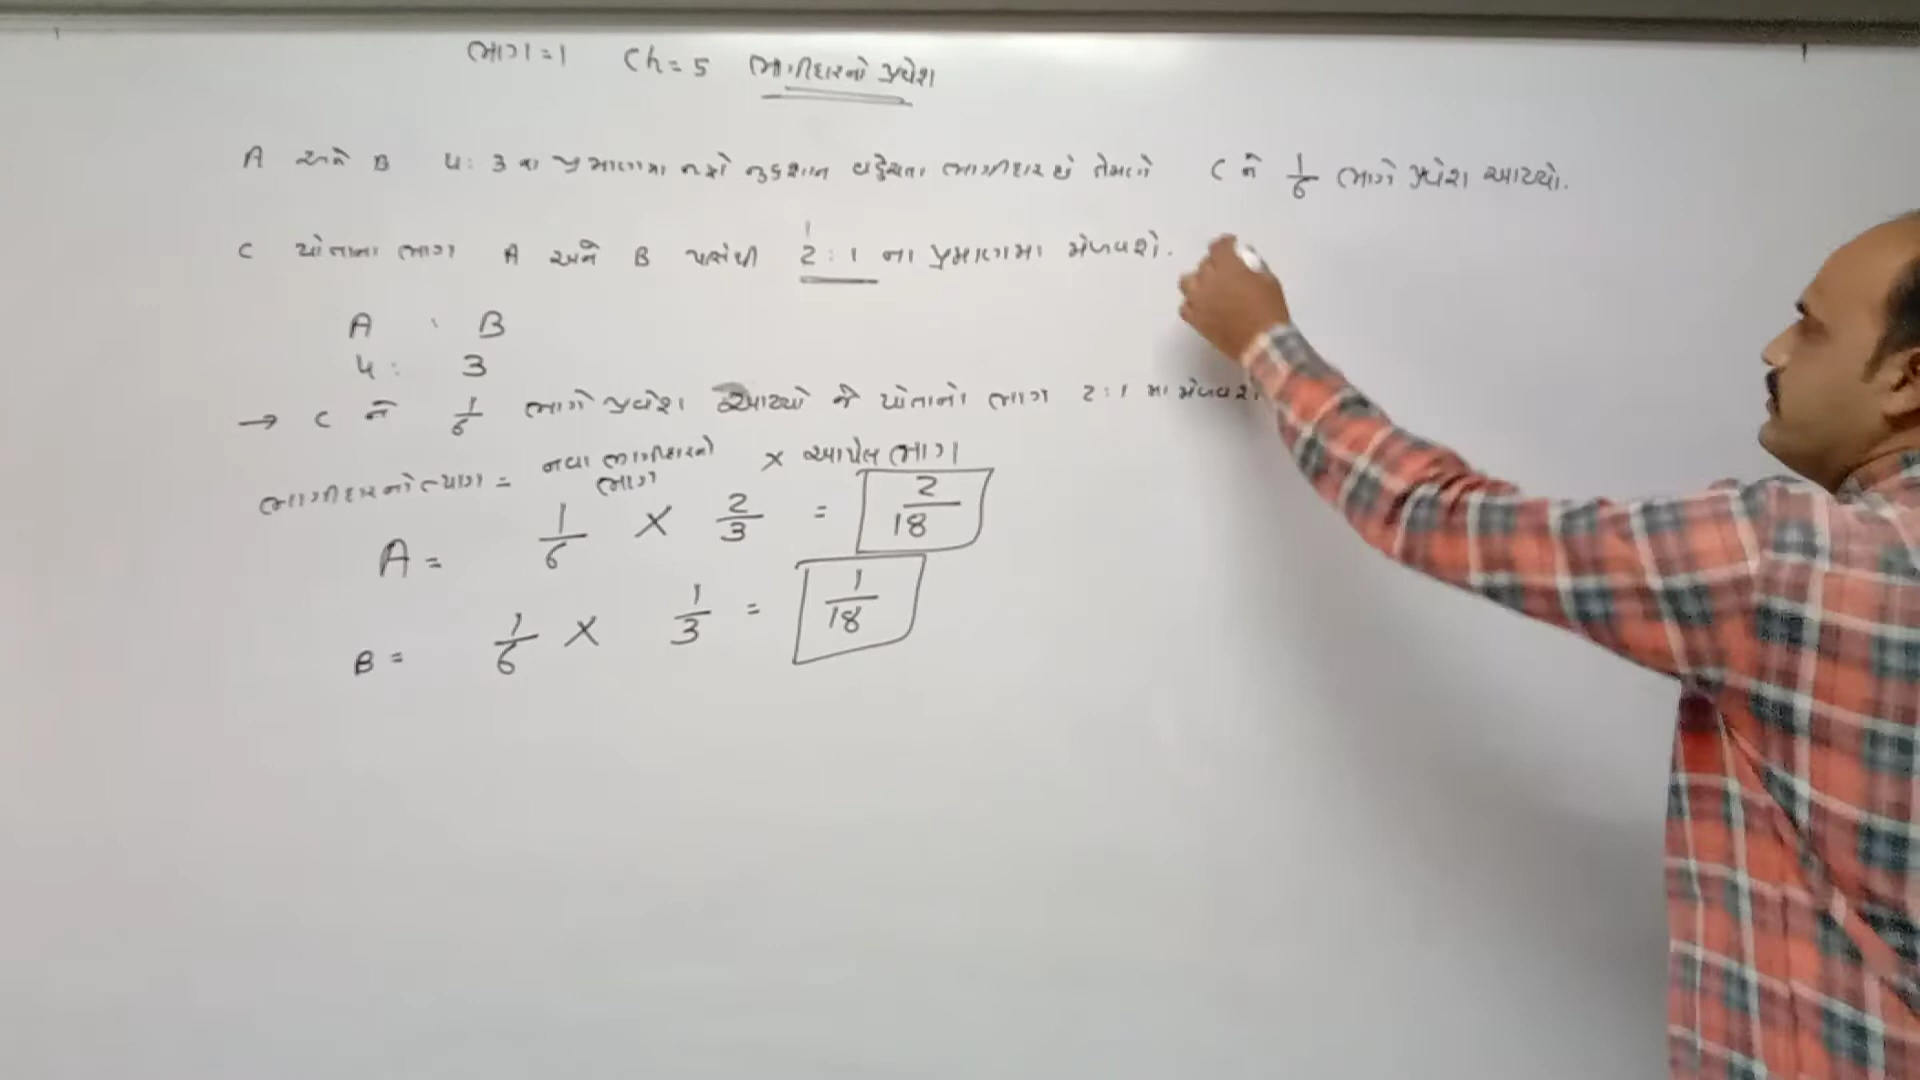 ભાગ = 1 Ch = 5 ભાગીદારનો પ્રવેશ
A અને B 4 : 3 ના પ્રમાણમા નફો નુકશાન વહેંચતા ભાગીદાર છે તેમણે C ને 1/6 ભાગે પ્રવેશ આપ્યો.
C પોતાના ભાગ A અને B પાસેથી 2 : 1 ના પ્રમાણમા મેળવશે.
A : B
4 : 3
→ C ને 1/6 ભાગે પ્રવેશ આપ્યો જે પોતાનો ભાગ 2 : 1 મા મેળવશે
ભાગીદારનો ત્યાગ = નવા ભાગીદારનો ભાગ × આપેલ ભાગ
A = 1/6 × 2/3 = 2/18
B = 1/6 × 1/3 = 1/18